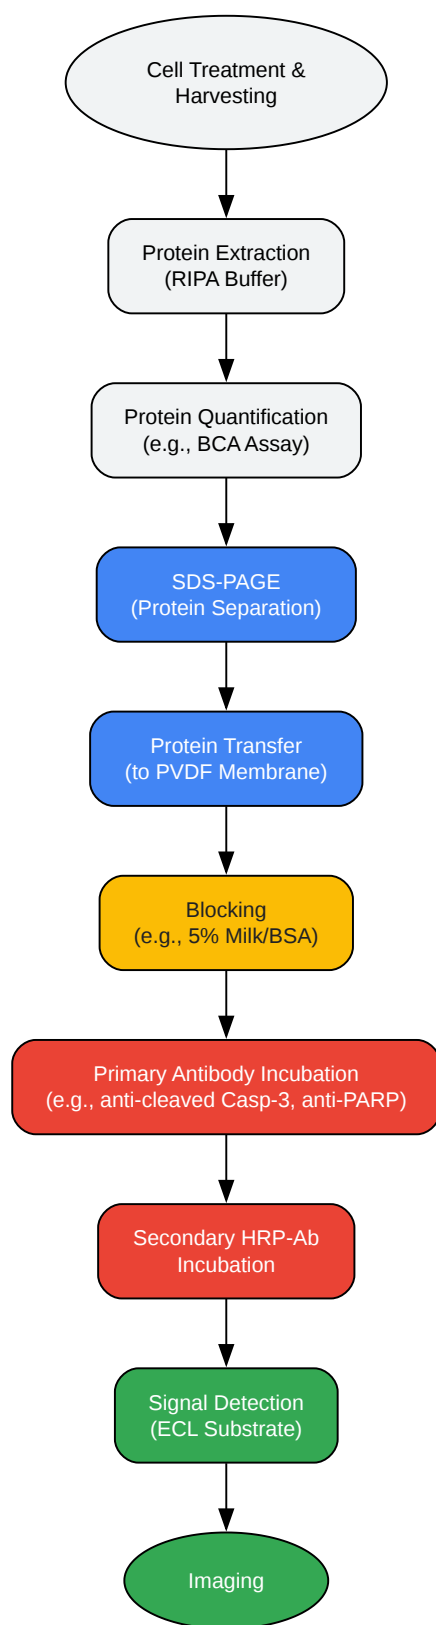 Cell Treatment &
Harvesting
Protein Extraction
(RIPA Buffer)
Protein Quantification
(e.g., BCA Assay)
SDS-PAGE
(Protein Separation)
Protein Transfer
(to PVDF Membrane)
Blocking
(e.g., 5% Milk/BSA)
Primary Antibody Incubation
(e.g., anti-cleaved Casp-3, anti-PARP)
Secondary HRP-Ab
Incubation
Signal Detection
(ECL Substrate)
Imaging